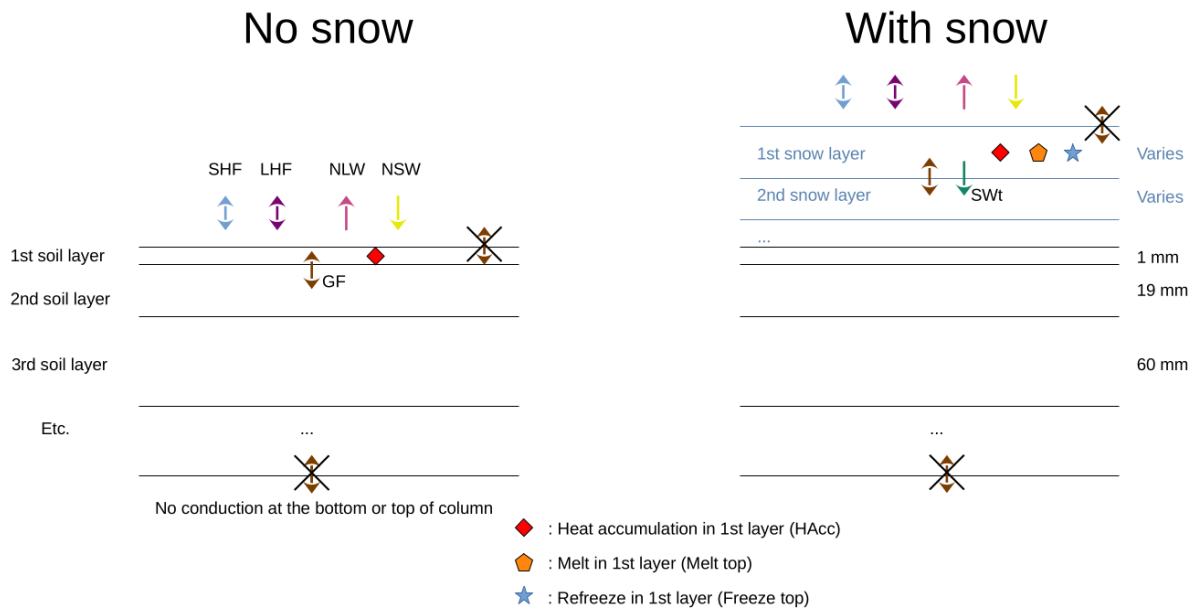 No snow
With snow
SHF LHF NLW NSW
1st soil layer
GF
2nd soil layer
3rd soil layer
Etc.
...
No conduction at the bottom or top of column
1st snow layer
Varies
SWt
2nd snow layer
Varies
...
1 mm
19 mm
60 mm
...
: Heat accumulation in 1st layer (HAcc)
: Melt in 1st layer (Melt top)
: Refreeze in 1st layer (Freeze top)